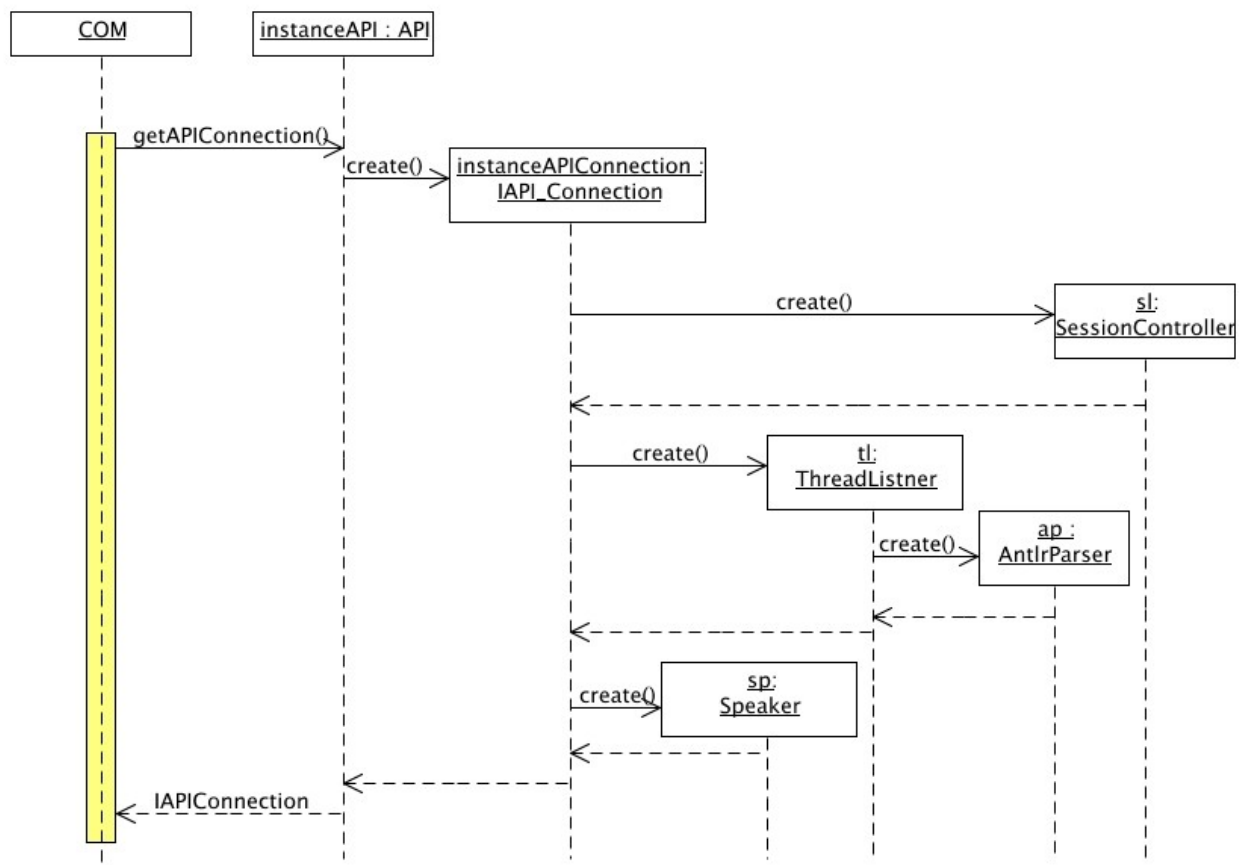 COM
instanceAPI : API
getAPIConnection()
create()
instanceAPIConnection :
IAPI_Connection
create()
sl:
SessionController
create()
tl:
ThreadListner
create()
ap :
AntlrParser
create()
sp:
Speaker
IAPIConnection